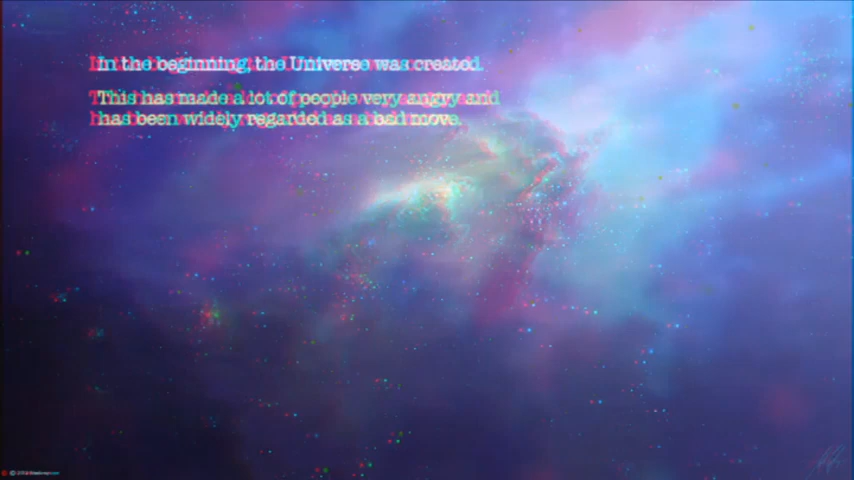 In the beginning, the Universe was created.
This has made a lot of people very angry and
has been widely regarded as a bad move.